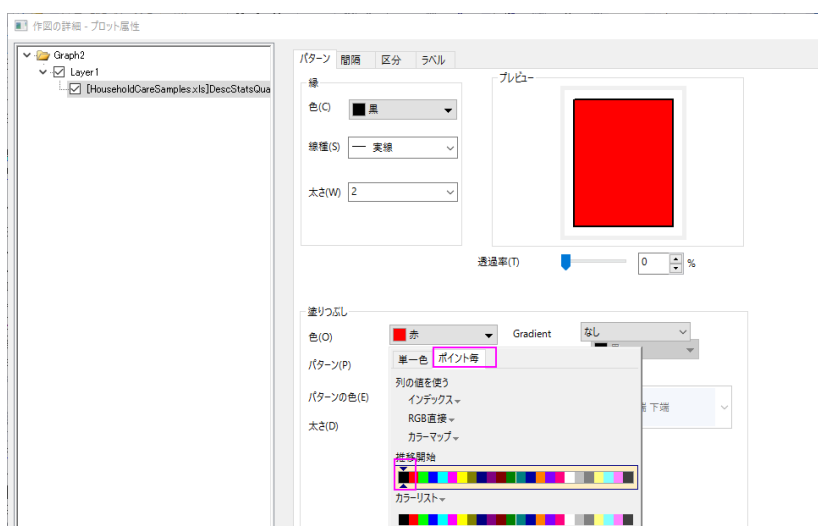 作図の詳細 - プロット属性
Graph2
Layer1
[HouseholdCareSamples.xls]DescStatsQua
パターン 間隔 区分 ラベル
縁
プレビュー
色(C) 黒
線種(S) 実線
太さ(W) 2
透過率(T) 0 %
塗りつぶし
色(O) 赤 Gradient なし
パターン(P)
単一色 ポイント毎
列の値を使う
パターンの色(E)
インデックス
下端
RGB直接
太さ(D)
カラーマップ
推移開始
カラーリスト